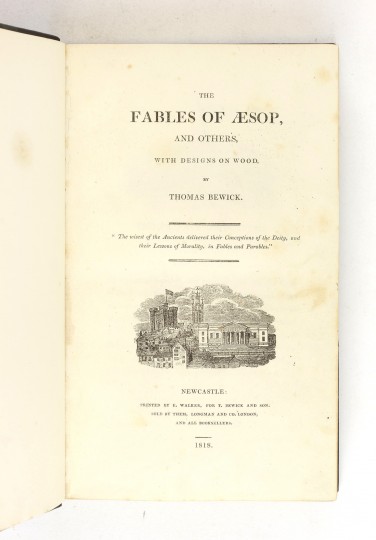 THE
FABLES OF ÆSOP,
AND OTHERS,
WITH DESIGNS ON WOOD,
BY
THOMAS BEWICK.
" The wisest of the Ancients delivered their Conceptions of the Deity, and
their Lessons of Morality, in Fables and Parables."
NEWCASTLE:
PRINTED BY E. WALKER, FOR T. BEWICK AND SON.
SOLD BY THEM, LONGMAN AND CO. LONDON,
AND ALL BOOKSELLERS.
1818.